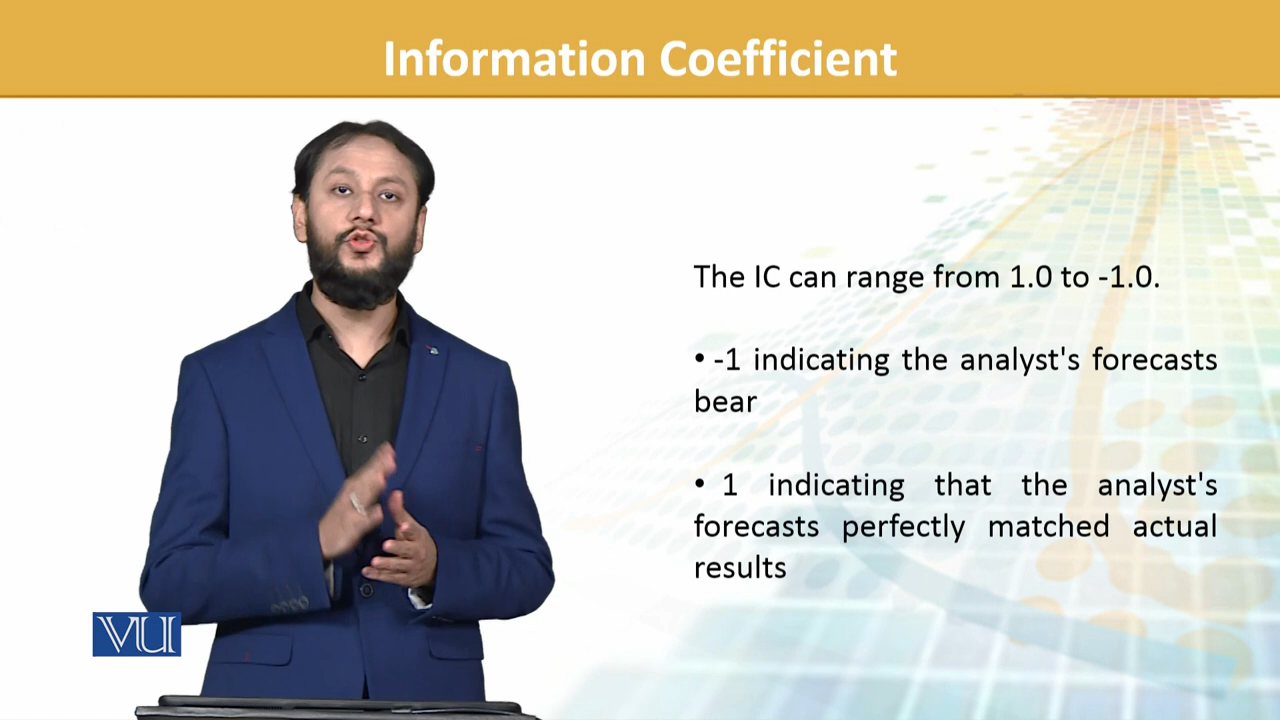 Information Coefficient
The IC can range from 1.0 to -1.0.
• -1 indicating the analyst's forecasts
bear
• 1 indicating that the analyst's
forecasts perfectly matched actual
results
VU